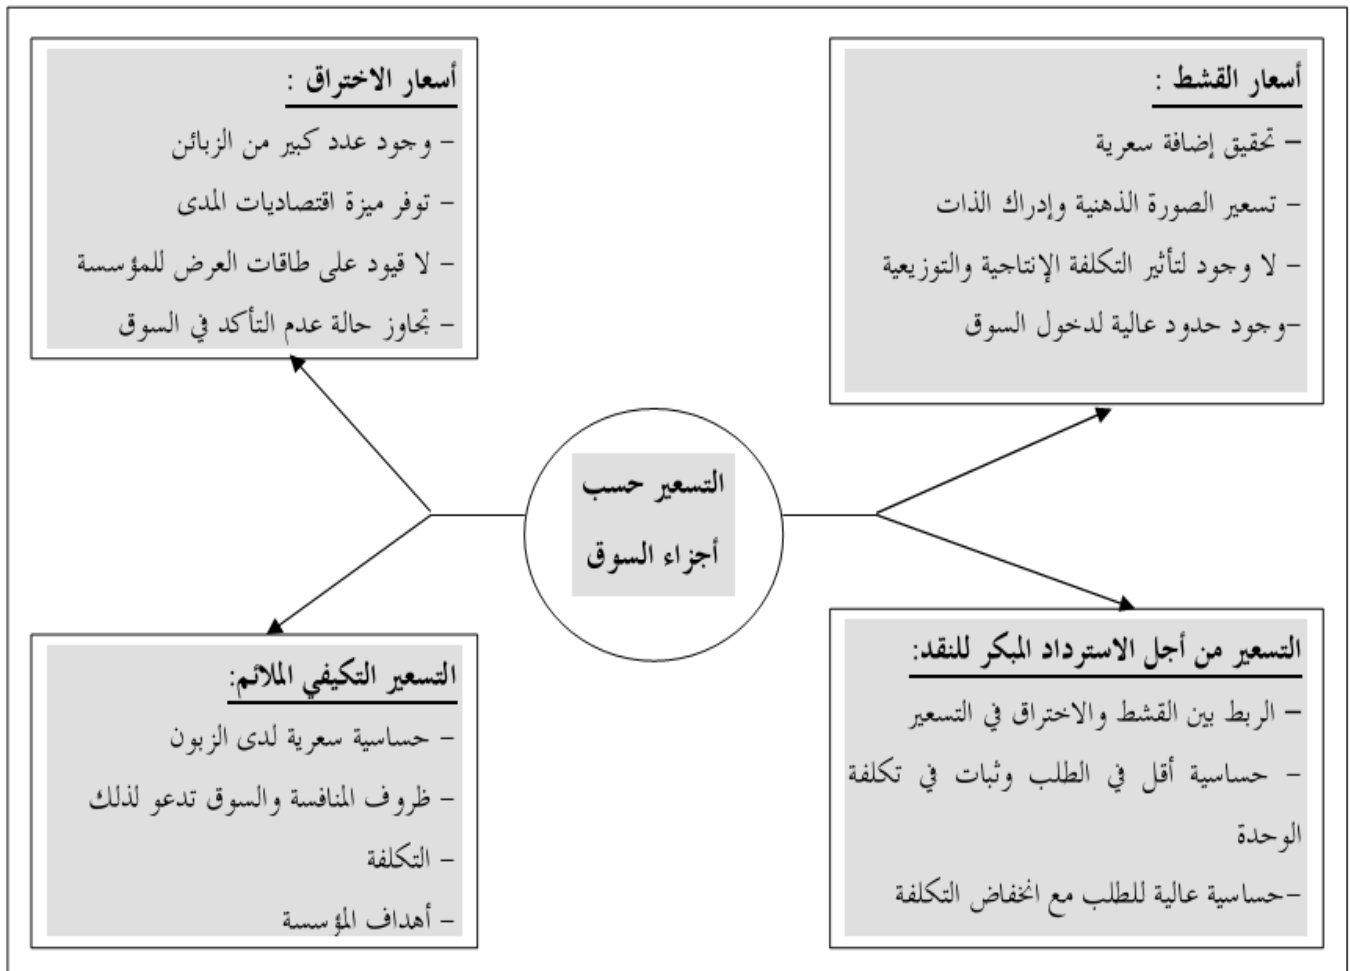 أسعار القشط :
– تحقيق إضافة سعرية
– تسعير الصورة الذهنية وإدراك الذات
– لا وجود لتأثير التكلفة الإنتاجية والتوزيعية
–وجود حدود عالية لدخول السوق
أسعار الاختراق :
– وجود عدد كبير من الزبائن
– توفر ميزة اقتصاديات المدى
– لا قيود على طاقات العرض للمؤسسة
– تجاوز حالة عدم التأكد في السوق
التسعير حسب
أجزاء السوق
التسعير من أجل الاسترداد المبكر للنقد:
– الربط بين القشط والاختراق في التسعير
– حساسية أقل في الطلب وثبات في تكلفة
الوحدة
–حساسية عالية للطلب مع انخفاض التكلفة
التسعير التكيفي الملائم:
– حساسية سعرية لدى الزبون
– ظروف المنافسة والسوق تدعو لذلك
– التكلفة
– أهداف المؤسسة